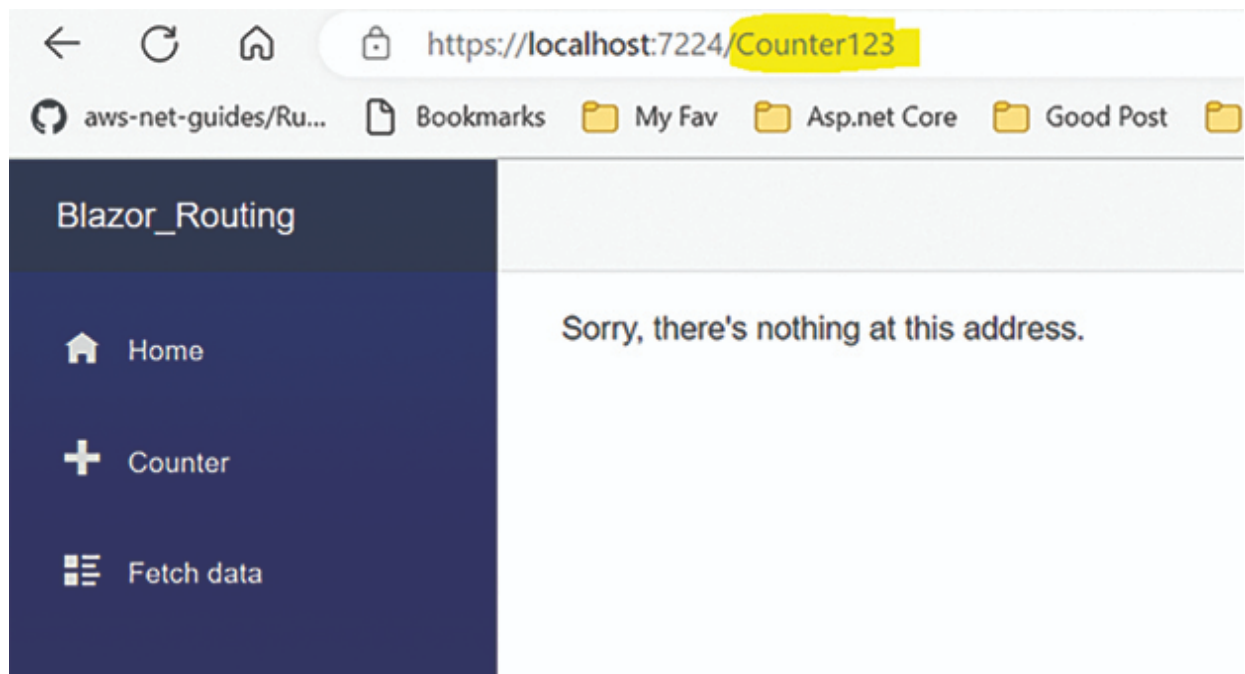 https://localhost:7224/Counter123
aws-net-guides/Ru... Bookmarks My Fav Asp.net Core Good Post
Blazor_Routing
Sorry, there's nothing at this address.
Home
Counter
Fetch data